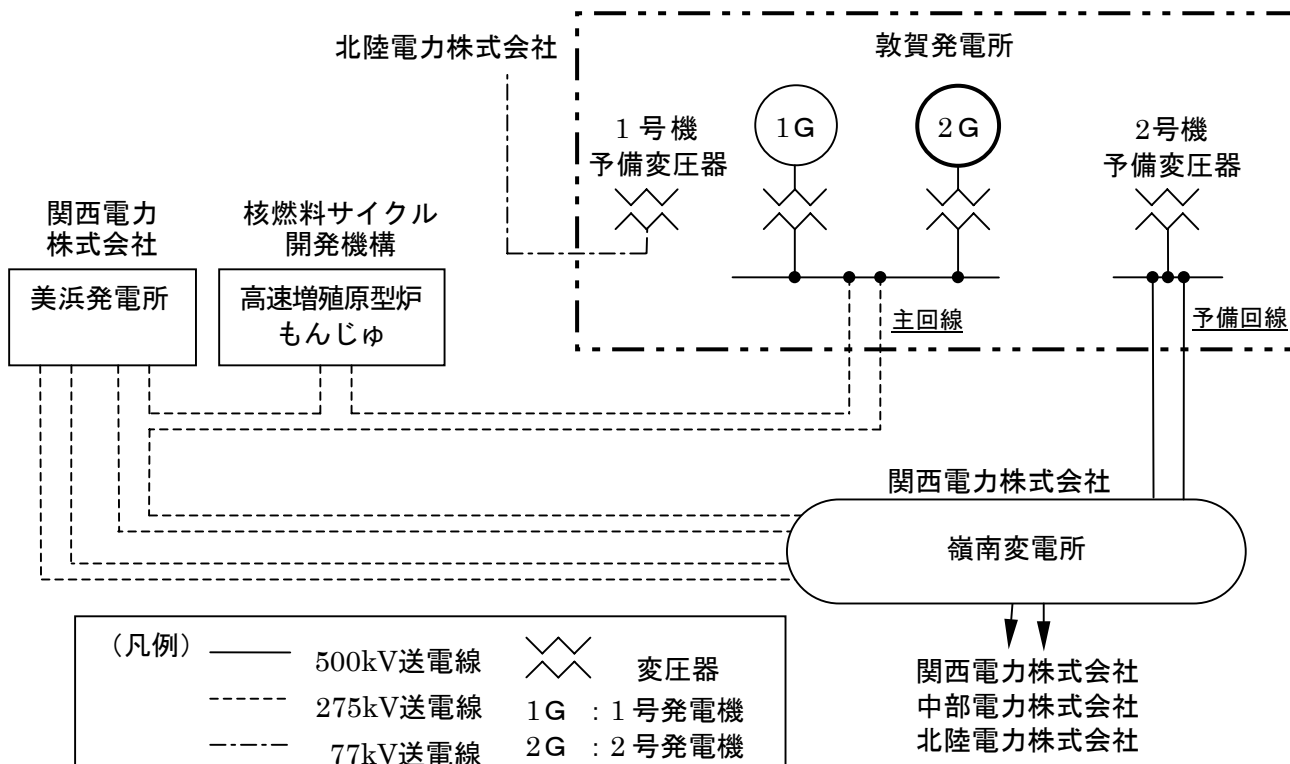 北陸電力株式会社
敦賀発電所
1号機
予備変圧器
1G
2G
2号機
予備変圧器
関西電力
株式会社
核燃料サイクル
開発機構
美浜発電所
高速増殖原型炉
もんじゅ
主回線
予備回線
関西電力株式会社
嶺南変電所
(凡例)
500kV送電線
変圧器
275kV送電線
1G :1号発電機
77kV送電線
2G :2号発電機
関西電力株式会社
中部電力株式会社
北陸電力株式会社